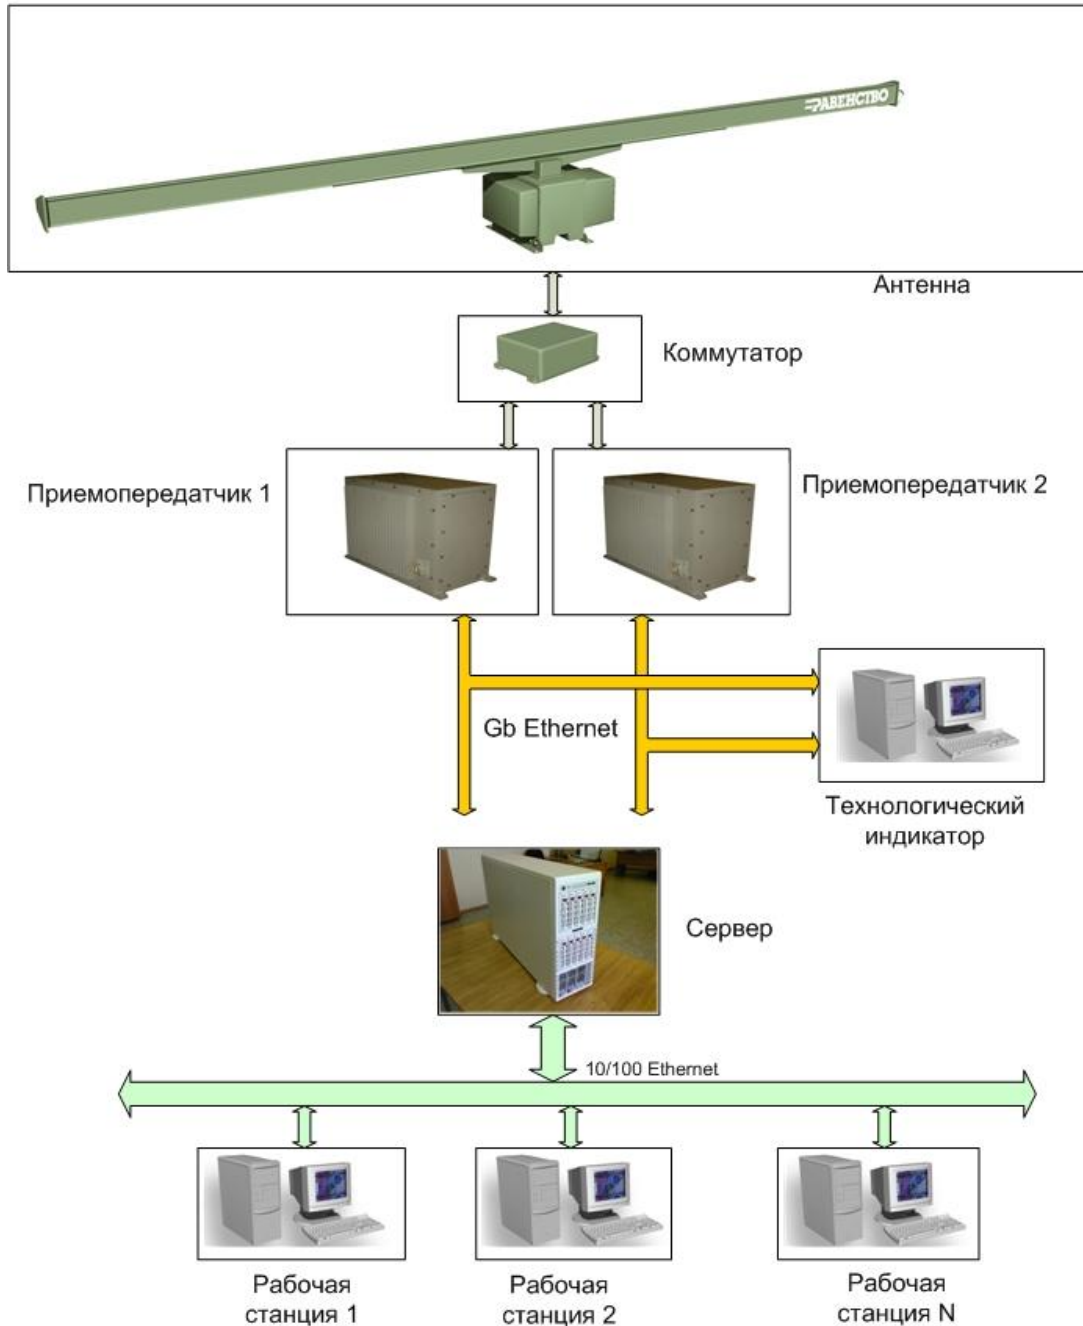 РАВЕНСТВО
Антенна
Коммутатор
Приемопередатчик 1
Приемопередатчик 2
Gb Ethernet
Технологический
индикатор
Сервер
10/100 Ethernet
Рабочая
станция 1
Рабочая
станция 2
Рабочая
станция N